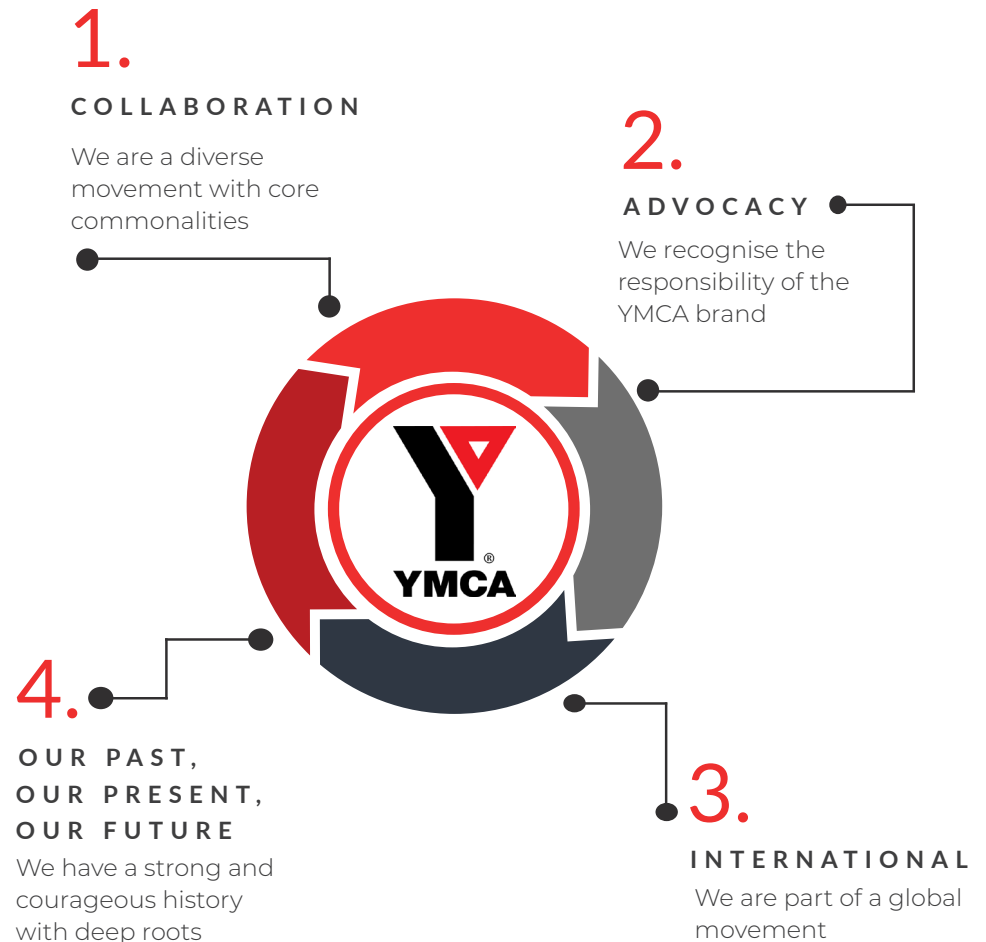 1.
COLLABORATION
We are a diverse
movement with core
commonalities
2.
ADVOCACY
We recognise the
responsibility of the
YMCA brand
Y
®
YMCA
3.
INTERNATIONAL
We are part of a global
movement
4.
OUR PAST,
OUR PRESENT,
OUR FUTURE
We have a strong and
courageous history
with deep roots